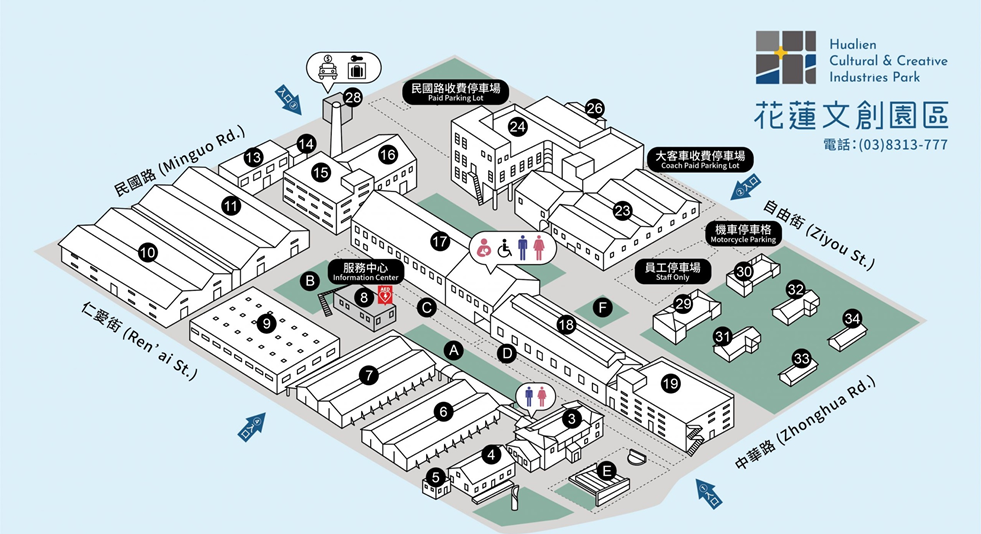 Hualien
Cultural & Creative
Industries Park
花蓮文創園區
電話：(03)8313-777
$
28
入口③
民國路收費停車場
Paid Parking Lot
26
24
14
13
16
15
民國路 (Minguo Rd.)
大客車收費停車場
Coach Paid Parking Lot
②入口
自由街 (Ziyou St.)
11
23
10
17
機車停車格
Motorcycle Parking
服務中心
Information Center
員工停車場
Staff Only
30
B
8
AED
C
F
29
32
仁愛街 (Ren'ai St.)
9
18
31
34
A
D
33
7
19
6
3
入口④
中華路 (Zhonghua Rd.)
4
5
E
①入口